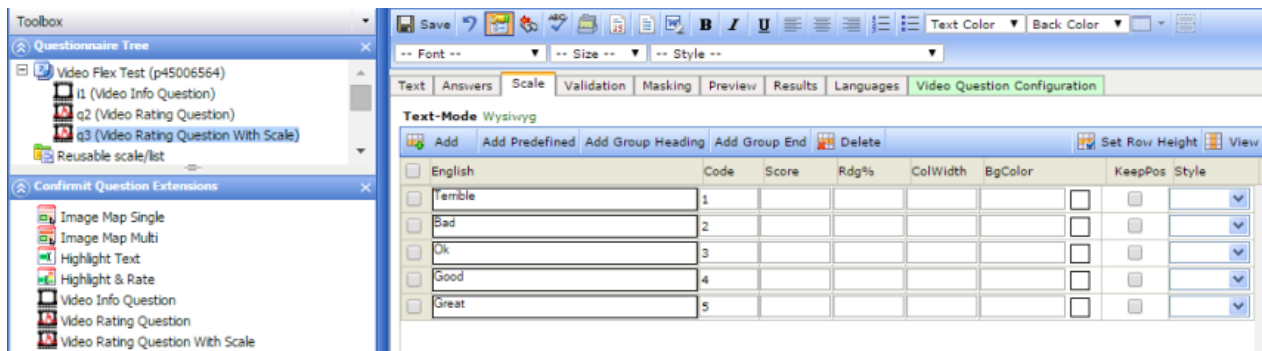 Toolbox
Questionnaire Tree
Video Flex Test (p45006564)
i1 (Video Info Question)
q2 (Video Rating Question)
q3 (Video Rating Question With Scale)
Reusable scale/list
Confirmit Question Extensions
Image Map Single
Image Map Multi
Highlight Text
Highlight & Rate
Video Info Question
Video Rating Question
Video Rating Question With Scale
Save ABC JS B I U Text Color Back Color
-- Font -- -- Size -- -- Style --
Text Answers Scale Validation Masking Preview Results Languages Video Question Configuration
Text-Mode Wysiwyg
Add Add Predefined Add Group Heading Add Group End Delete Set Row Height View
English Code Score Rdg% ColWidth BgColor KeepPos Style
Terrible 1
Bad 2
Ok 3
Good 4
Great 5